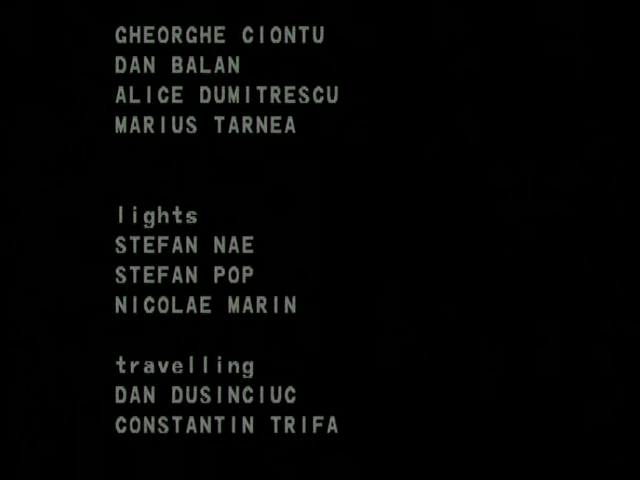 GHEORGHE CIONTU
DAN BALAN
ALICE DUMITRESCU
MARIUS TARNEA
lights
STEFAN NAE
STEFAN POP
NICOLAE MARIN
travelling
DAN DUSINCIUC
CONSTANTIN TRIFA